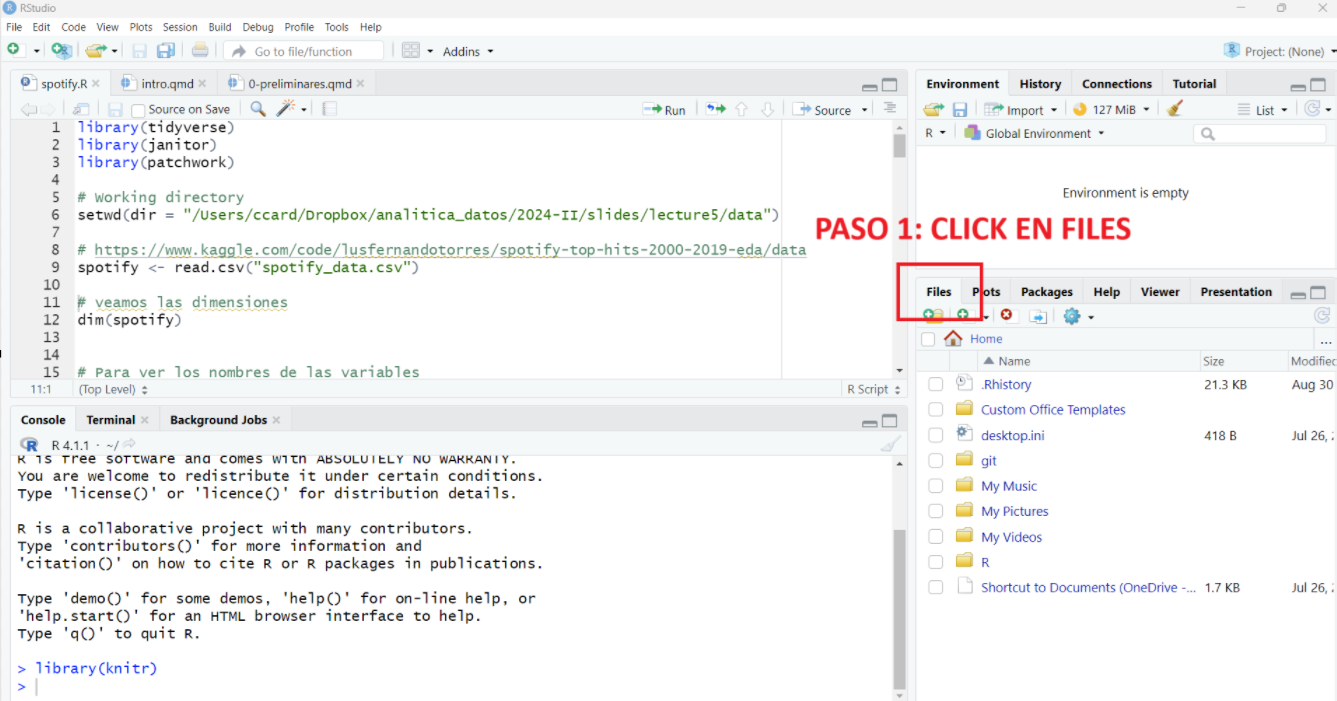 RStudio
File Edit Code View Plots Session Build Debug Profile Tools Help
Go to file/function Addins Project: (None)
spotify.R intro.qmd 0-preliminares.qmd
Source on Save Run Source
1 library(tidyverse)
2 library(janitor)
3 library(patchwork)
4
5 # Working directory
6 setwd(dir = "/Users/ccard/Dropbox/analitica_datos/2024-II/slides/lecture5/data")
7
8 # https://www.kaggle.com/code/lusfernandotorres/spotify-top-hits-2000-2019-eda/data
9 spotify <- read.csv("spotify_data.csv")
10
11 # veamos las dimensiones
12 dim(spotify)
13
14
15 # Para ver los nombres de las variables
11:1 (Top Level) R Script
Console Terminal Background Jobs
R 4.1.1 · ~/
R is free software and comes with ABSOLUTELY NO WARRANTY.
You are welcome to redistribute it under certain conditions.
Type 'license()' or 'licence()' for distribution details.
R is a collaborative project with many contributors.
Type 'contributors()' for more information and
'citation()' on how to cite R or R packages in publications.
Type 'demo()' for some demos, 'help()' for on-line help, or
'help.start()' for an HTML browser interface to help.
Type 'q()' to quit R.
> library(knitr)
>
Environment History Connections Tutorial
Import 127 MiB List
R Global Environment
Environment is empty
PASO 1: CLICK EN FILES
Files Plots Packages Help Viewer Presentation
Home ...
Name Size Modified
.Rhistory 21.3 KB Aug 30
Custom Office Templates
desktop.ini 418 B Jul 26,
git
My Music
My Pictures
My Videos
R
Shortcut to Documents (OneDrive -... 1.7 KB Jul 26,